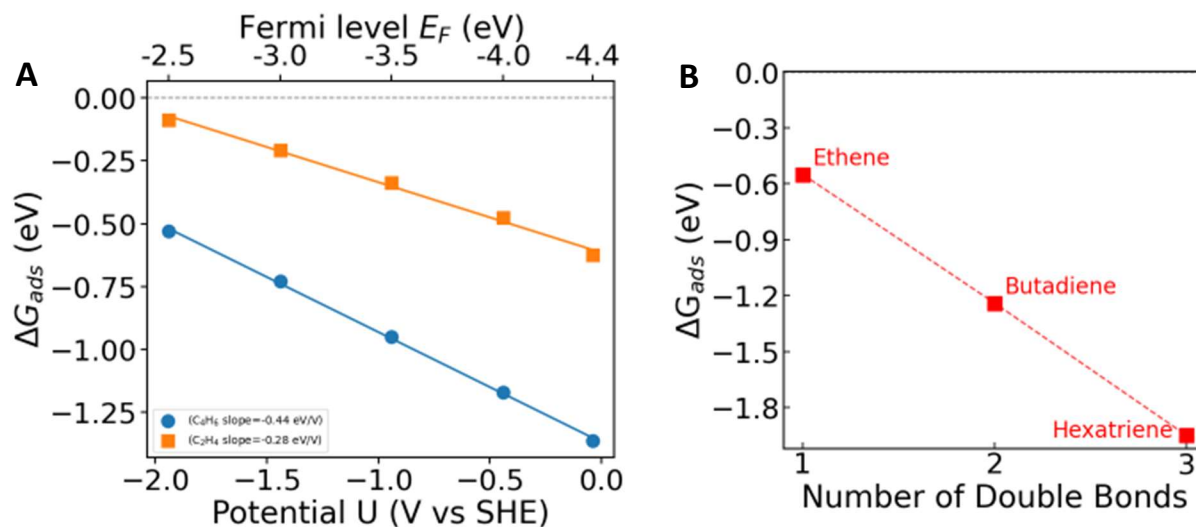 A
Fermi level E_F (eV)
-2.5 -3.0 -3.5 -4.0 -4.4
ΔG_ads (eV)
0.00
−0.25
−0.50
−0.75
−1.00
−1.25
(C₄H₆ slope=-0.44 eV/V)
(C₂H₄ slope=-0.28 eV/V)
−2.0 −1.5 −1.0 −0.5 0.0
Potential U (V vs SHE)
B
ΔG_ads (eV)
0.0
−0.3
−0.6
−0.9
−1.2
−1.5
−1.8
Ethene
Butadiene
Hexatriene
1 2 3
Number of Double Bonds